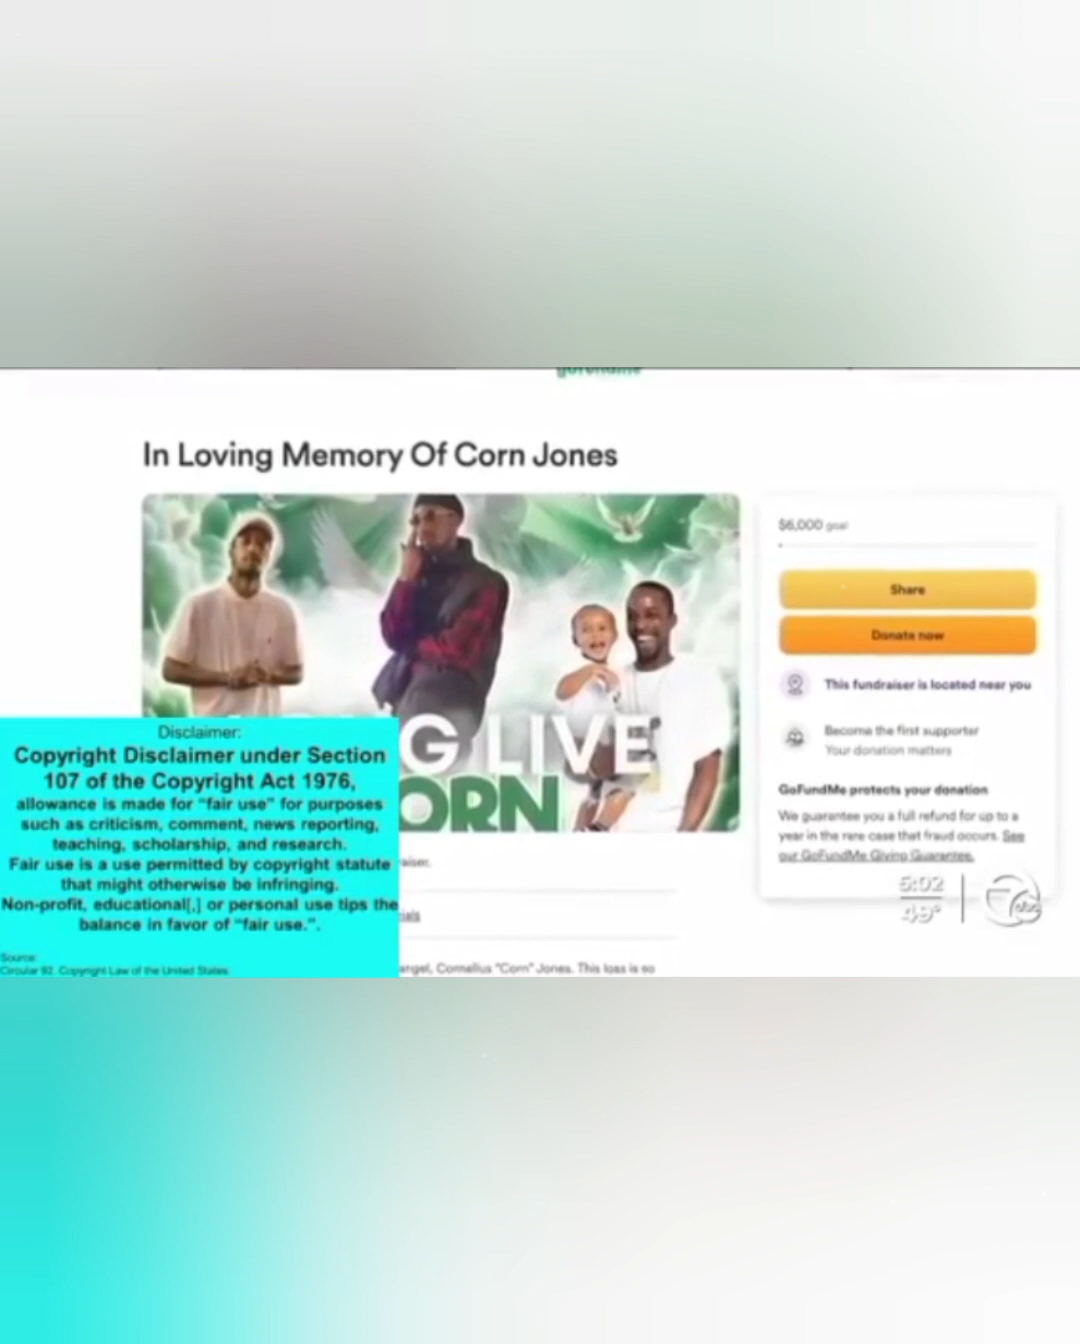 gofundme
In Loving Memory Of Corn Jones
$6,000 goal
Share
Donate now
This fundraiser is located near you
Become the first supporter
Your donation matters
GoFundMe protects your donation
We guarantee you a full refund for up to a
year in the rare case that fraud occurs. See
our GoFundMe Giving Guarantee.
G LIVE
ORN
Disclaimer:
Copyright Disclaimer under Section
107 of the Copyright Act 1976,
allowance is made for "fair use" for purposes
such as criticism, comment, news reporting,
teaching, scholarship, and research.
Fair use is a use permitted by copyright statute
that might otherwise be infringing.
Non-profit, educational[,] or personal use tips the
balance in favor of "fair use.".
Source:
Circular 92. Copyright Law of the United States.
angel, Cornelius "Corn" Jones. This loss is so
5:02
49°
7
abc